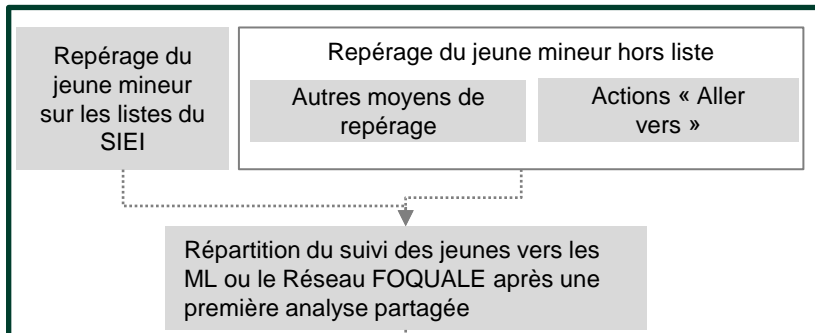 Repérage du
jeune mineur
sur les listes du
SIEI
Repérage du jeune mineur hors liste
Autres moyens de
repérage
Actions « Aller
vers »
Répartition du suivi des jeunes vers les
ML ou le Réseau FOQUALE après une
première analyse partagée